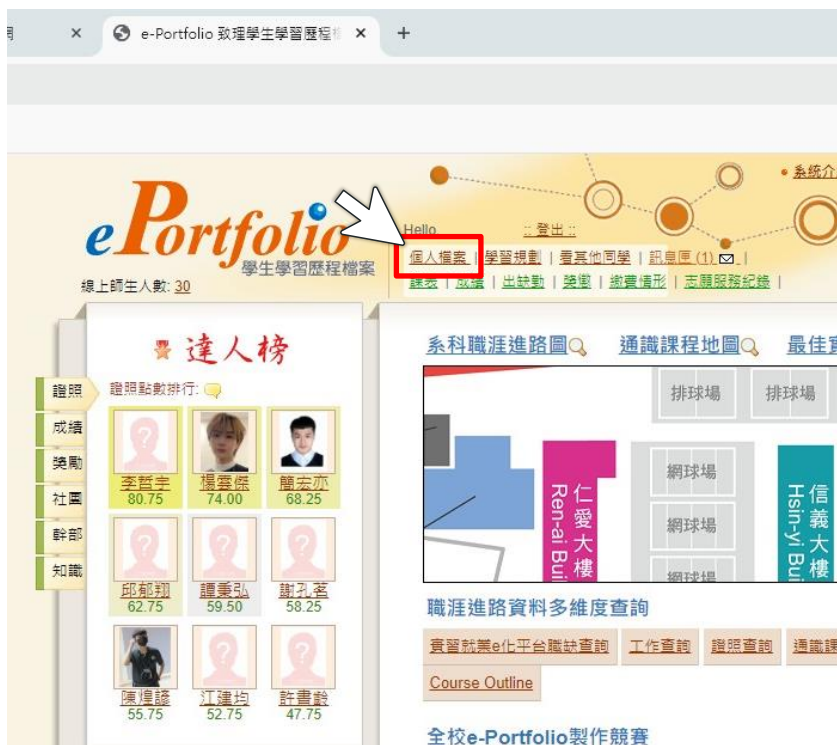 e-Portfolio 致理學生學習歷程
ePortfolio
學生學習歷程檔案
線上師生人數: 30
Hello
:: 登出 ::
• 系統介
個人檔案 | 學習規劃 | 看其他同學 | 訊息匣 (1) |
課表 | 成績 | 出缺勤 | 獎懲 | 繳費情形 | 志願服務紀錄 |
達人榜
證照
成績
獎勵
社團
幹部
知識
證照點數排行:
李哲宇 楊雲傑 簡宏亦
80.75 74.00 68.25
邱郁翔 譚秉弘 謝孔茗
62.75 59.50 58.25
陳煌諺 江建均 許書齡
55.75 52.75 47.75
系科職涯進路圖 通識課程地圖 最佳實
排球場 排球場
網球場
網球場
網球場
仁愛大樓
Ren-ai Bui
信義大樓
Hsin-yi Bui
職涯進路資料多維度查詢
實習就業e化平台職缺查詢 工作查詢 證照查詢 通識課
Course Outline
全校e-Portfolio製作競賽